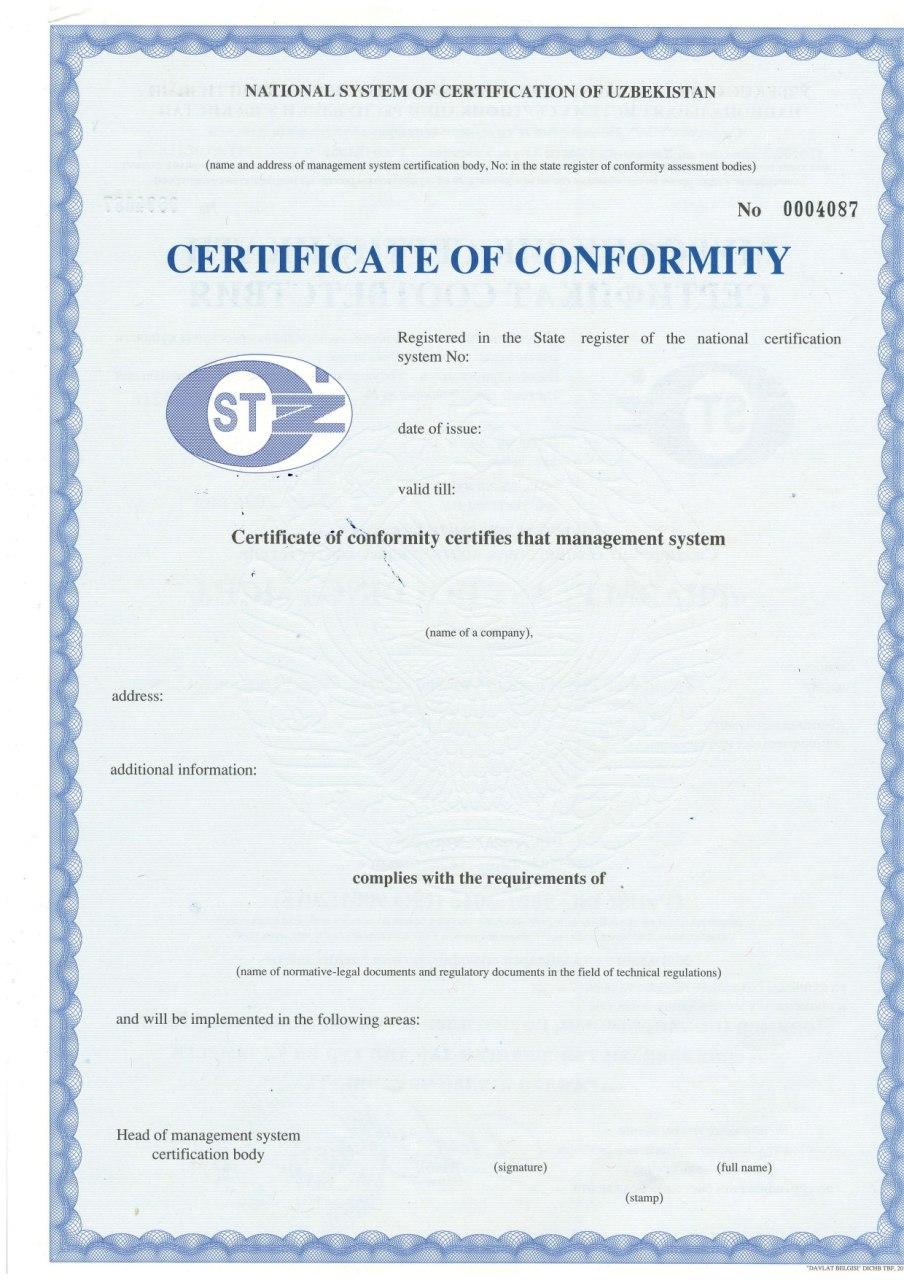 NATIONAL SYSTEM OF CERTIFICATION OF UZBEKISTAN
(name and address of management system certification body, No: in the state register of conformity assessment bodies)
No 0004087
CERTIFICATE OF CONFORMITY
Registered in the State register of the national certification
system No:
ST
date of issue:
valid till:
Certificate of conformity certifies that management system
(name of a company),
address:
additional information:
complies with the requirements of
(name of normative-legal documents and regulatory documents in the field of technical regulations)
and will be implemented in the following areas:
Head of management system
certification body
(signature)
(full name)
(stamp)
"DAVLAT BELGISI" DICHB TBF, 20